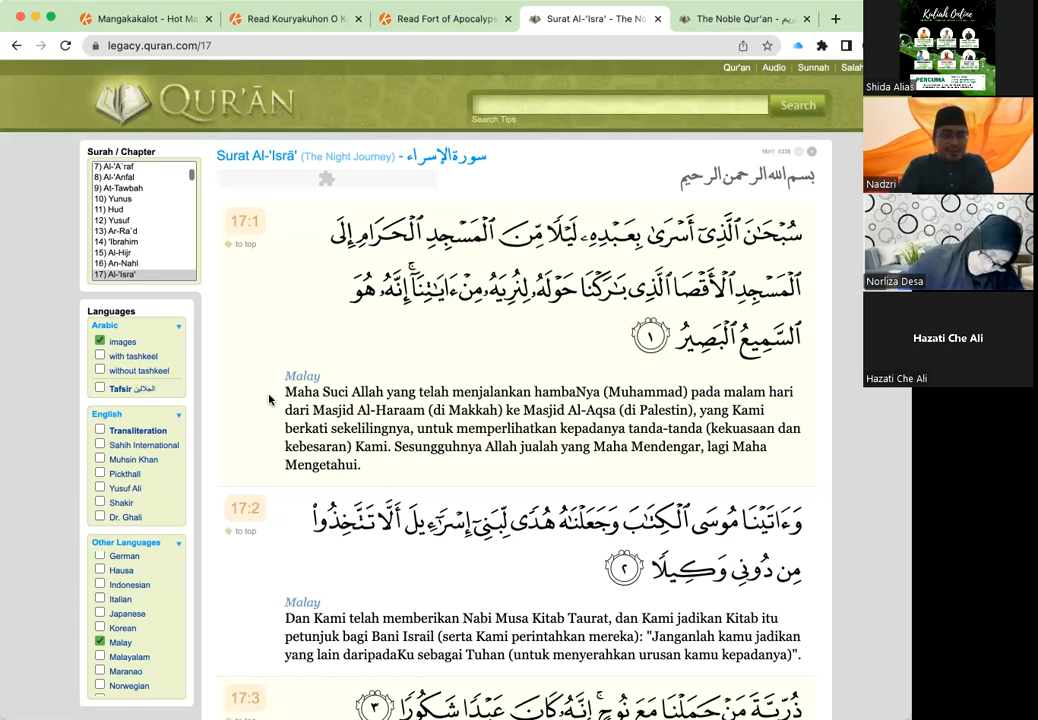 Mangakakalot - Hot M
Read Kouryakuhon O K
Read Fort of Apocalyps
Surat Al-'Isra' - The No
The Noble Qur'an - تحريم
legacy.quran.com/17
Qur'an | Audio | Sunnah | Salah
QUR'ĀN
Search
Search Tips
Surah / Chapter
7) Al-'A`raf
8) Al-'Anfal
9) At-Tawbah
10) Yunus
11) Hud
12) Yusuf
13) Ar-Ra`d
14) 'Ibrahim
15) Al-Hijr
16) An-Nahl
17) Al-'Isra'
Languages
Arabic
images
with tashkeel
without tashkeel
Tafsir الجلالين
English
Transliteration
Sahih International
Muhsin Khan
Pickthall
Yusuf Ali
Shakir
Dr. Ghali
Other Languages
German
Hausa
Indonesian
Italian
Japanese
Korean
Malay
Malayalam
Maranao
Norwegian
Surat Al-'Isrā' (The Night Journey) - سورة الإسراء
TEXT SIZE
بسم الله الرحمن الرحيم
17:1
to top
سُبْحَٰنَ ٱلَّذِىٓ أَسْرَىٰ بِعَبْدِهِۦ لَيْلًا مِّنَ ٱلْمَسْجِدِ ٱلْحَرَامِ إِلَى
ٱلْمَسْجِدِ ٱلْأَقْصَا ٱلَّذِى بَٰرَكْنَا حَوْلَهُۥ لِنُرِيَهُۥ مِنْ ءَايَٰتِنَآ ۚ إِنَّهُۥ هُوَ
ٱلسَّمِيعُ ٱلْبَصِيرُ ١
Malay
Maha Suci Allah yang telah menjalankan hambaNya (Muhammad) pada malam hari
dari Masjid Al-Haraam (di Makkah) ke Masjid Al-Aqsa (di Palestin), yang Kami
berkati sekelilingnya, untuk memperlihatkan kepadanya tanda-tanda (kekuasaan dan
kebesaran) Kami. Sesungguhnya Allah jualah yang Maha Mendengar, lagi Maha
Mengetahui.
17:2
to top
وَءَاتَيْنَا مُوسَى ٱلْكِتَٰبَ وَجَعَلْنَٰهُ هُدًى لِّبَنِىٓ إِسْرَٰٓءِيلَ أَلَّا تَتَّخِذُوا۟
مِن دُونِى وَكِيلًا ٢
Malay
Dan Kami telah memberikan Nabi Musa Kitab Taurat, dan Kami jadikan Kitab itu
petunjuk bagi Bani Israil (serta Kami perintahkan mereka): "Janganlah kamu jadikan
yang lain daripadaKu sebagai Tuhan (untuk menyerahkan urusan kamu kepadanya)".
17:3
to top
ذُرِّيَّةَ مَنْ حَمَلْنَا مَعَ نُوحٍ ۚ إِنَّهُۥ كَانَ عَبْدًا شَكُورًا ٣
Kuliah Online
PERCUMA
Shida Alias
Nadzri
Norliza Desa
Hazati Che Ali
Hazati Che Ali